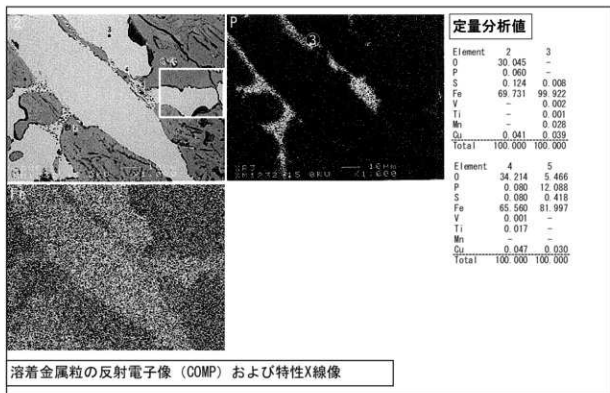 2
3
4
5
P
③
10μm
定量分析値
Element 2 3
O 30.045 -
P 0.060 -
S 0.124 0.008
Fe 69.731 99.922
V - 0.002
Ti - 0.001
Mn - 0.028
Cu 0.041 0.039
Total 100.000 100.000
Element 4 5
O 34.214 5.466
P 0.080 12.088
S 0.080 0.418
Fe 65.560 81.997
V 0.001 -
Ti 0.017 -
Mn - -
Cu 0.047 0.030
Total 100.000 100.000
溶着金属粒の反射電子像（COMP）および特性X線像